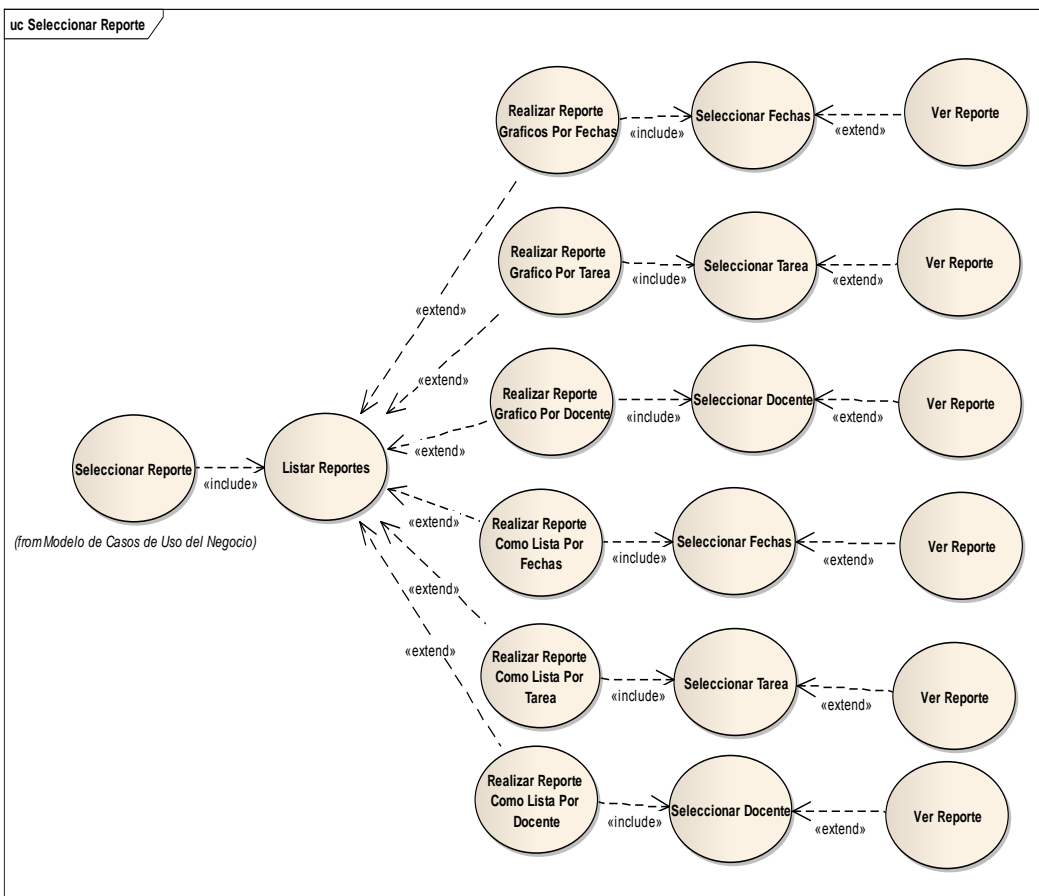 uc Seleccionar Reporte
Realizar Reporte
Graficos Por Fechas
«include»
Seleccionar Fechas
«extend»
Ver Reporte
Realizar Reporte
Grafico Por Tarea
«include»
Seleccionar Tarea
«extend»
Ver Reporte
«extend»
«extend»
Realizar Reporte
Grafico Por Docente
«include»
Seleccionar Docente
«extend»
Ver Reporte
«extend»
Seleccionar Reporte
«include»
Listar Reportes
(from Modelo de Casos de Uso del Negocio)
«extend»
Realizar Reporte
Como Lista Por
Fechas
«include»
Seleccionar Fechas
«extend»
Ver Reporte
«extend»
Realizar Reporte
Como Lista Por
Tarea
«include»
Seleccionar Tarea
«extend»
Ver Reporte
«extend»
Realizar Reporte
Como Lista Por
Docente
«include»
Seleccionar Docente
«extend»
Ver Reporte